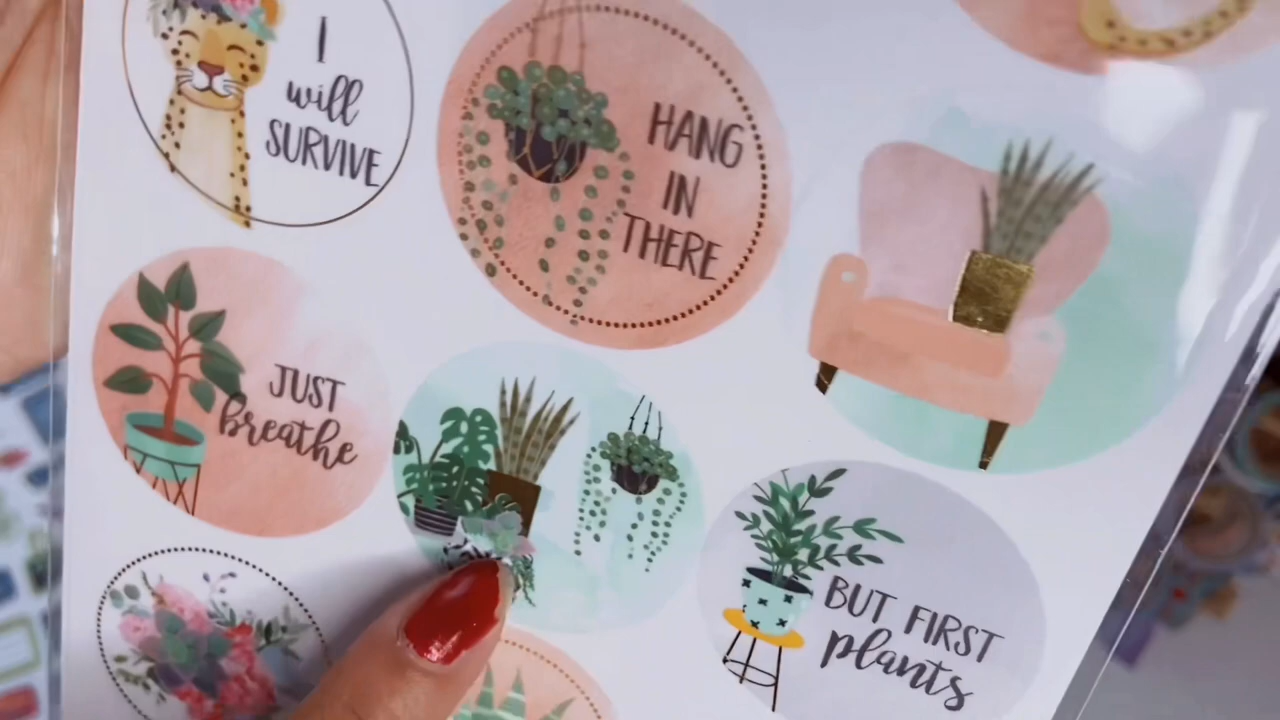 I
will
SURVIVE
HANG
IN
THERE
JUST
breathe
BUT FIRST
plants